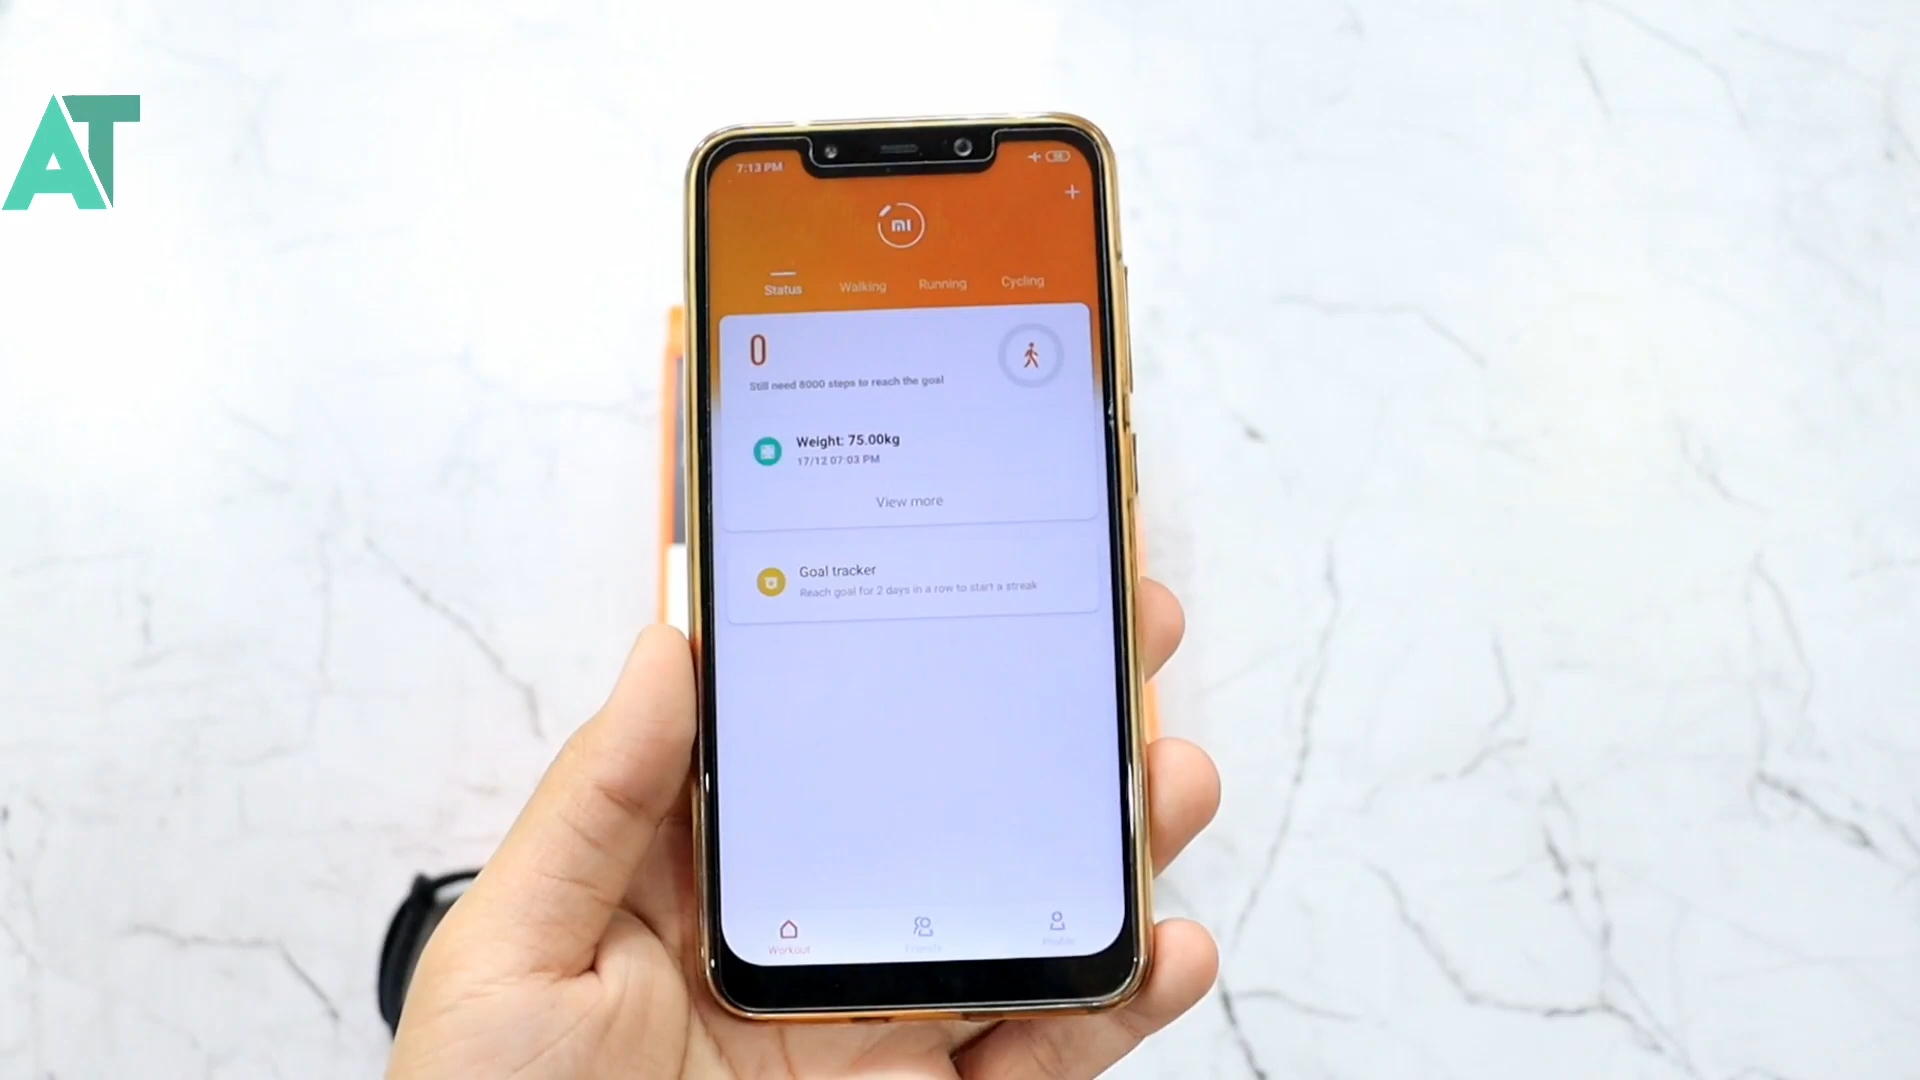 AT
7:13 PM
mi
Status Walking Running Cycling
0
Still need 8000 steps to reach the goal
Weight: 75.00kg
17/12 07:03 PM
View more
Goal tracker
Reach goal for 2 days in a row to start a streak
Workout Friends Profile